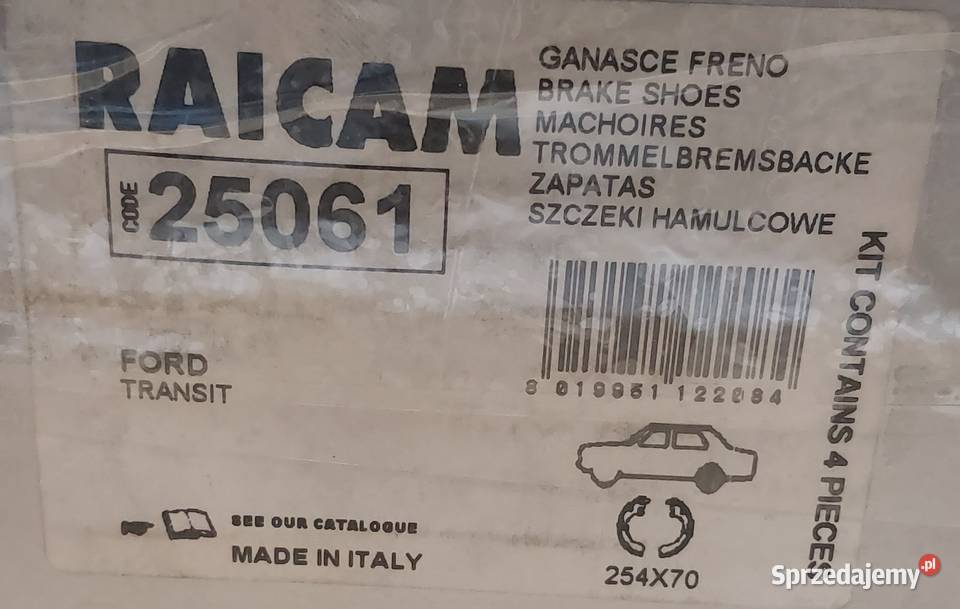 RAICAM
CODE 25061
GANASCE FRENO
BRAKE SHOES
MACHOIRES
TROMMELBREMSBACKE
ZAPATAS
SZCZEKI HAMULCOWE
KIT CONTAINS 4 PIECES
8 019951 122084
FORD
TRANSIT
SEE OUR CATALOGUE
MADE IN ITALY
254X70
Sprzedajemy.pl